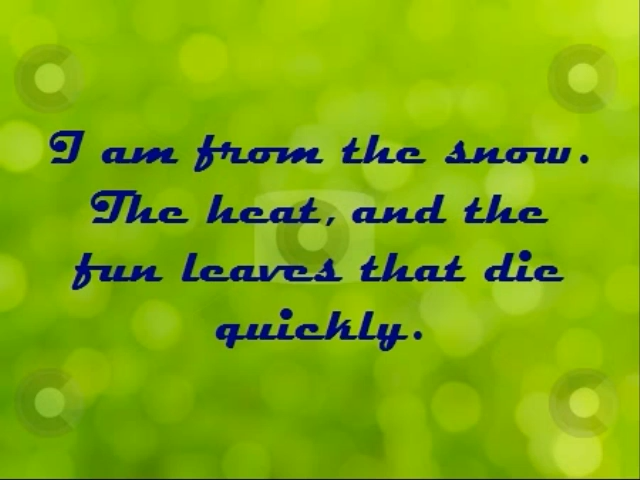 I am from the snow.
The heat, and the
fun leaves that die
quickly.